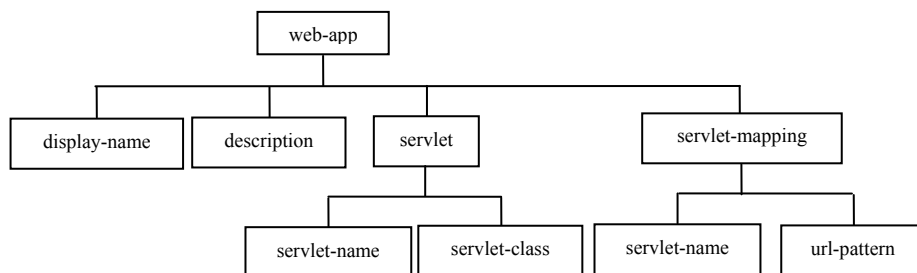 web-app
display-name
description
servlet
servlet-mapping
servlet-name
servlet-class
servlet-name
url-pattern